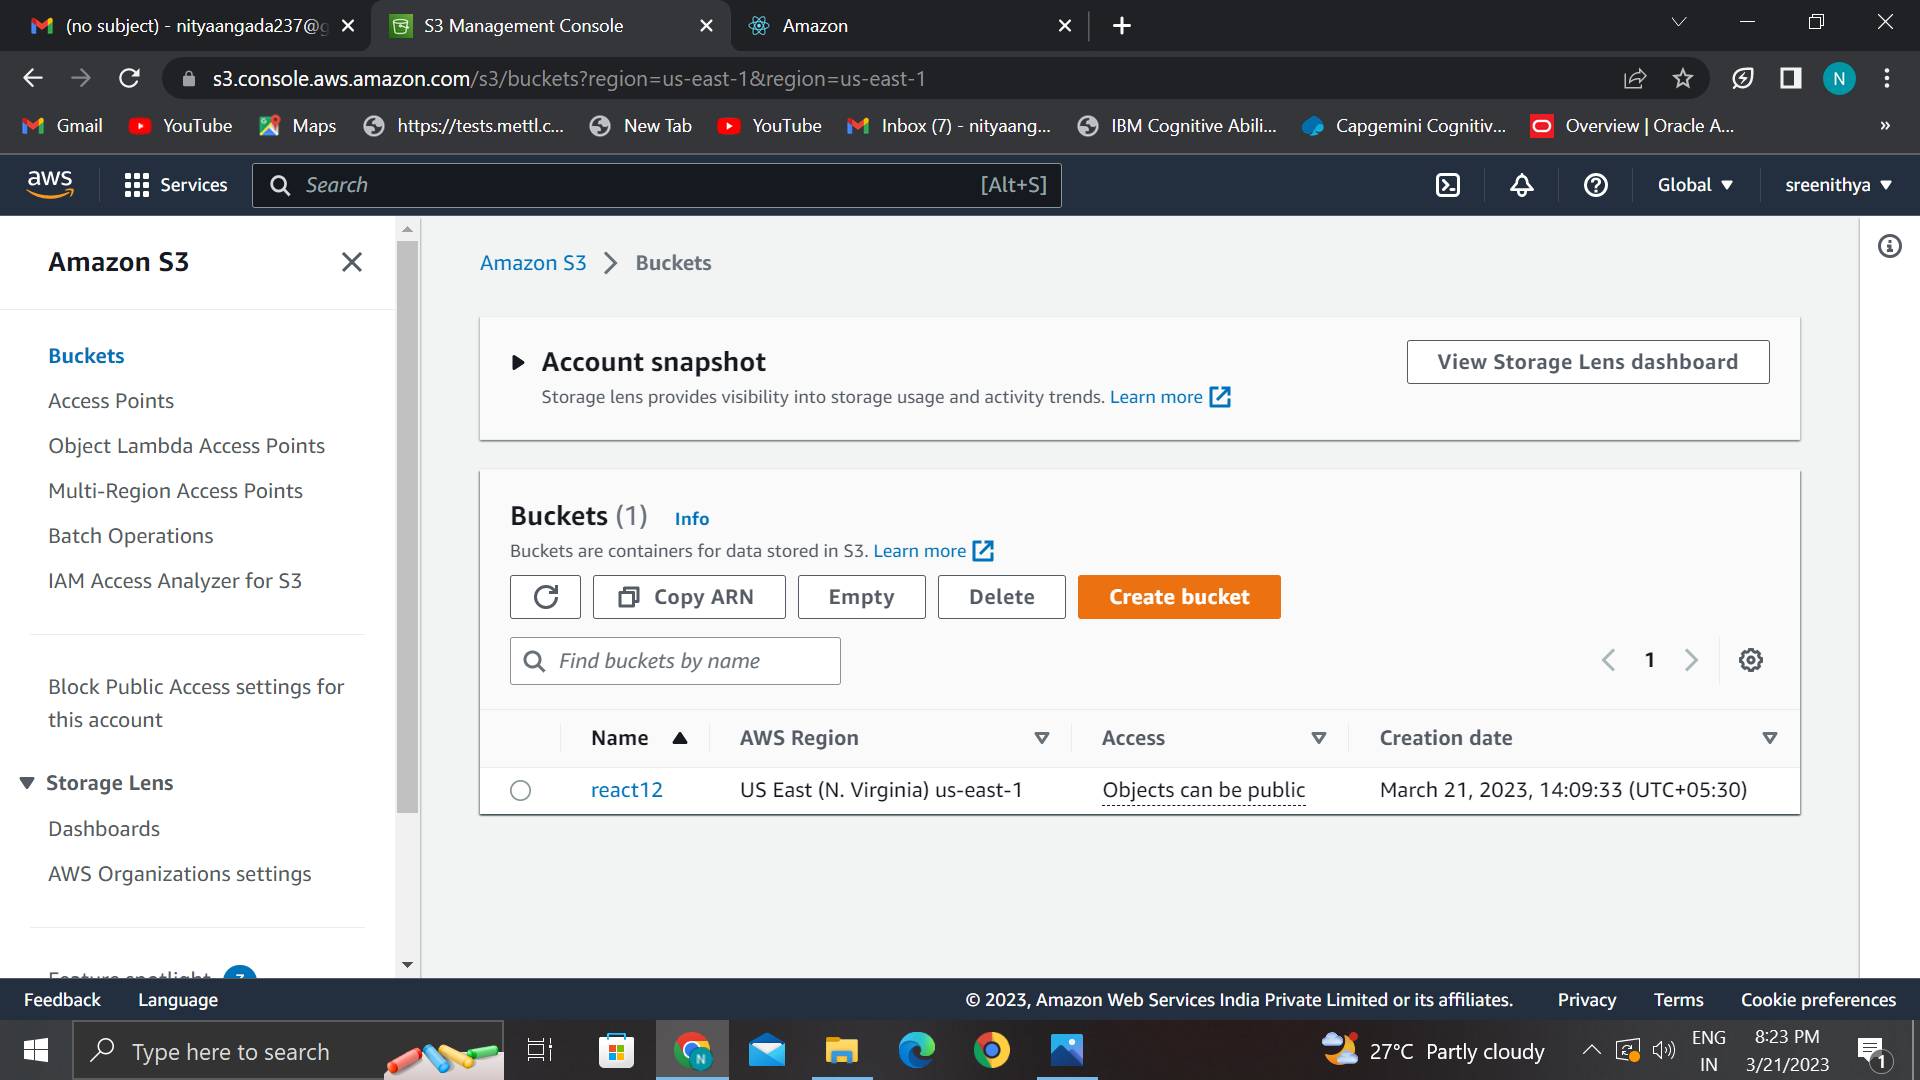 (no subject) - nityaangada237@g
S3 Management Console
Amazon
s3.console.aws.amazon.com/s3/buckets?region=us-east-1&region=us-east-1
N
Gmail
YouTube
Maps
https://tests.mettl.c...
New Tab
YouTube
Inbox (7) - nityaang...
IBM Cognitive Abili...
Capgemini Cognitiv...
Overview | Oracle A...
»
aws
Services
Search
[Alt+S]
Global
sreenithya
Amazon S3
Buckets
Access Points
Object Lambda Access Points
Multi-Region Access Points
Batch Operations
IAM Access Analyzer for S3
Block Public Access settings for
this account
Storage Lens
Dashboards
AWS Organizations settings
Feature spotlight 3
Amazon S3 > Buckets
Account snapshot
Storage lens provides visibility into storage usage and activity trends. Learn more
View Storage Lens dashboard
Buckets (1) Info
Buckets are containers for data stored in S3. Learn more
Copy ARN
Empty
Delete
Create bucket
Find buckets by name
1
Name AWS Region Access Creation date
react12 US East (N. Virginia) us-east-1 Objects can be public March 21, 2023, 14:09:33 (UTC+05:30)
Feedback Language
© 2023, Amazon Web Services India Private Limited or its affiliates. Privacy Terms Cookie preferences
Type here to search
N
27°C Partly cloudy
ENG
IN
8:23 PM
3/21/2023
1